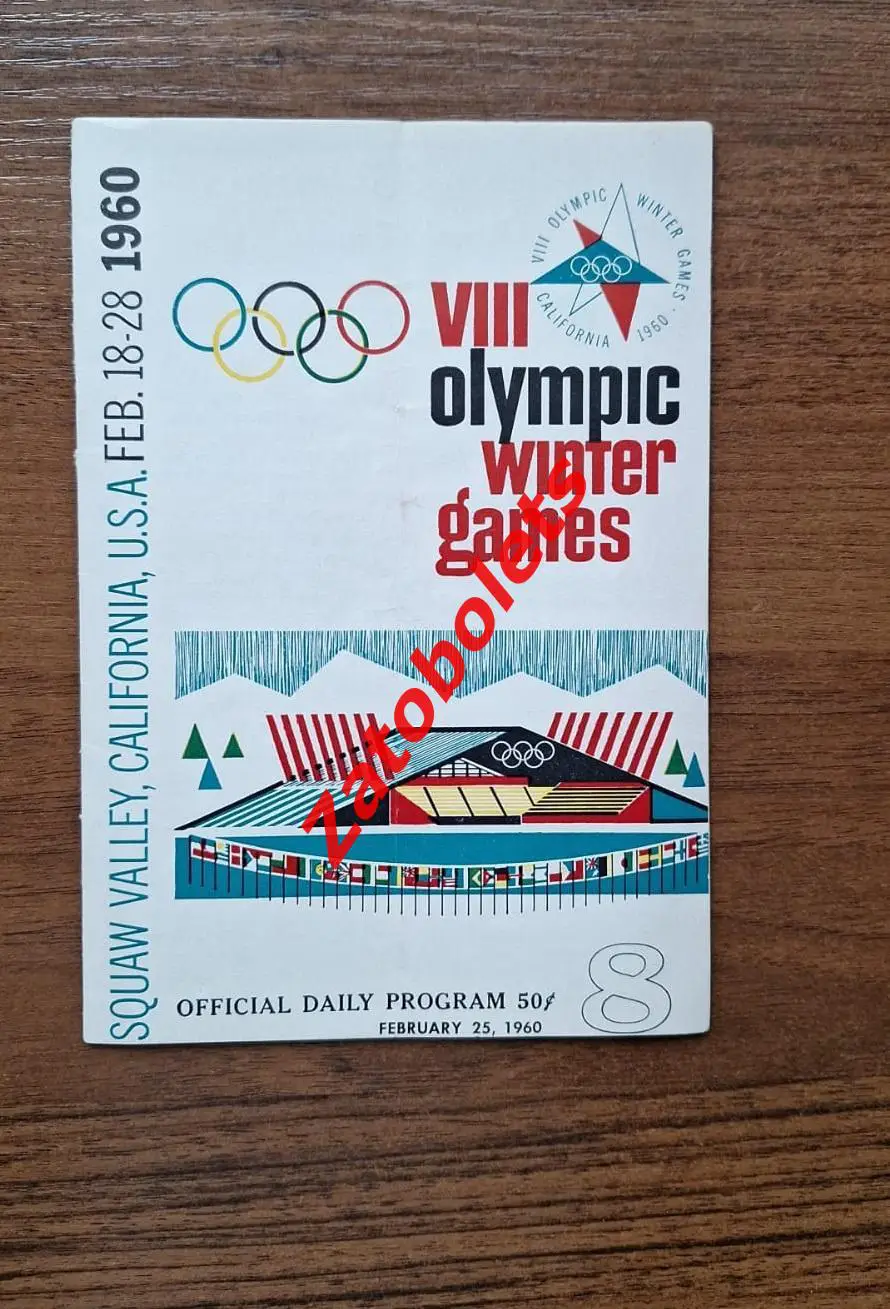 SQUAW VALLEY, CALIFORNIA, U.S.A. FEB. 18-28 1960
VIII OLYMPIC WINTER GAMES ·
CALIFORNIA 1960 ·
VIII
olympic
winter
games
Zatobolets
OFFICIAL DAILY PROGRAM 50¢
FEBRUARY 25, 1960
8